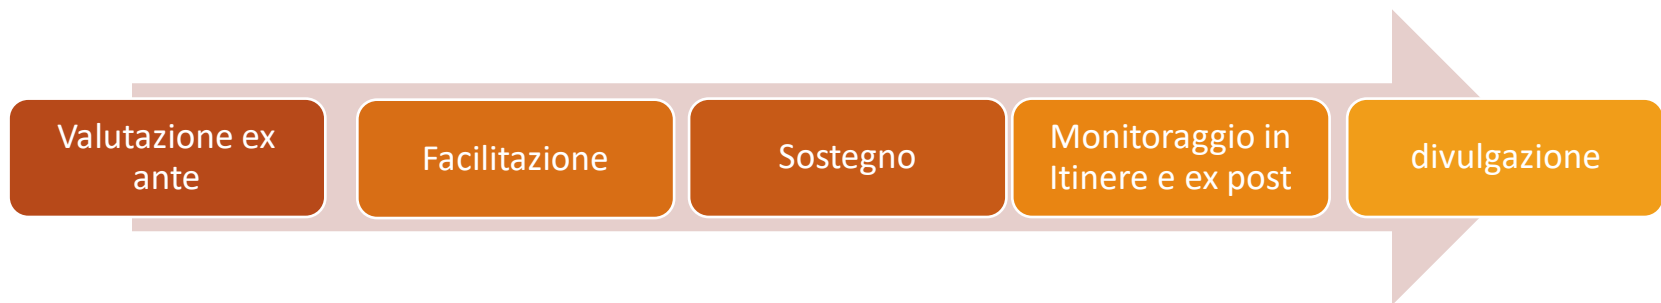 Valutazione ex
ante
Facilitazione
Sostegno
Monitoraggio in
Itinere e ex post
divulgazione